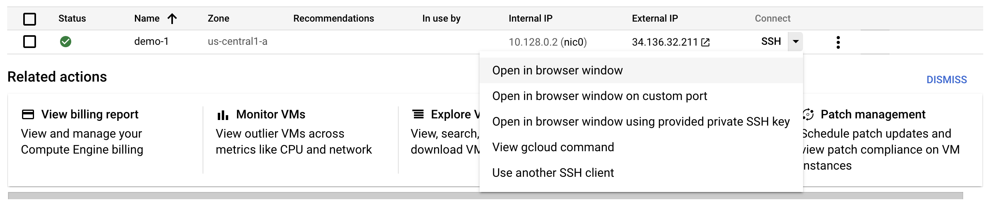 Status Name Zone Recommendations In use by Internal IP External IP Connect
demo-1 us-central1-a 10.128.0.2 (nic0) 34.136.32.211 SSH
Open in browser window
Open in browser window on custom port
Open in browser window using provided private SSH key
View gcloud command
Use another SSH client
Related actions
DISMISS
View billing report
View and manage your
Compute Engine billing
Monitor VMs
View outlier VMs across
metrics like CPU and network
Explore
View, search,
download
Patch management
Schedule patch updates and
view patch compliance on VM
instances